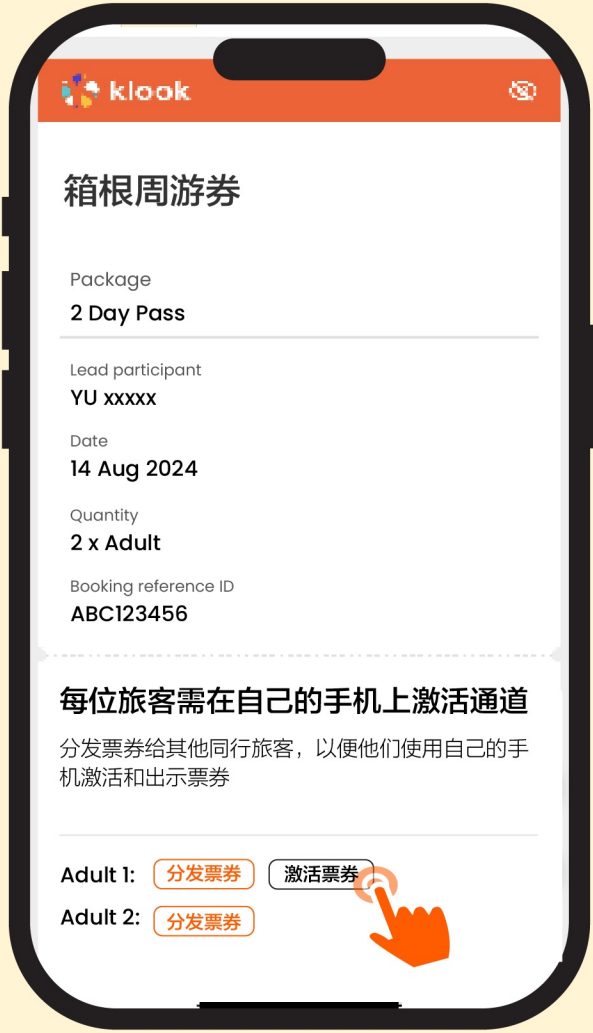 klook
箱根周游券
Package
2 Day Pass
Lead participant
YU xxxxx
Date
14 Aug 2024
Quantity
2 x Adult
Booking reference ID
ABC123456
每位旅客需在自己的手机上激活通道
分发票券给其他同行旅客，以便他们使用自己的手
机激活和出示票券
Adult 1: 分发票券 激活票券
Adult 2: 分发票券